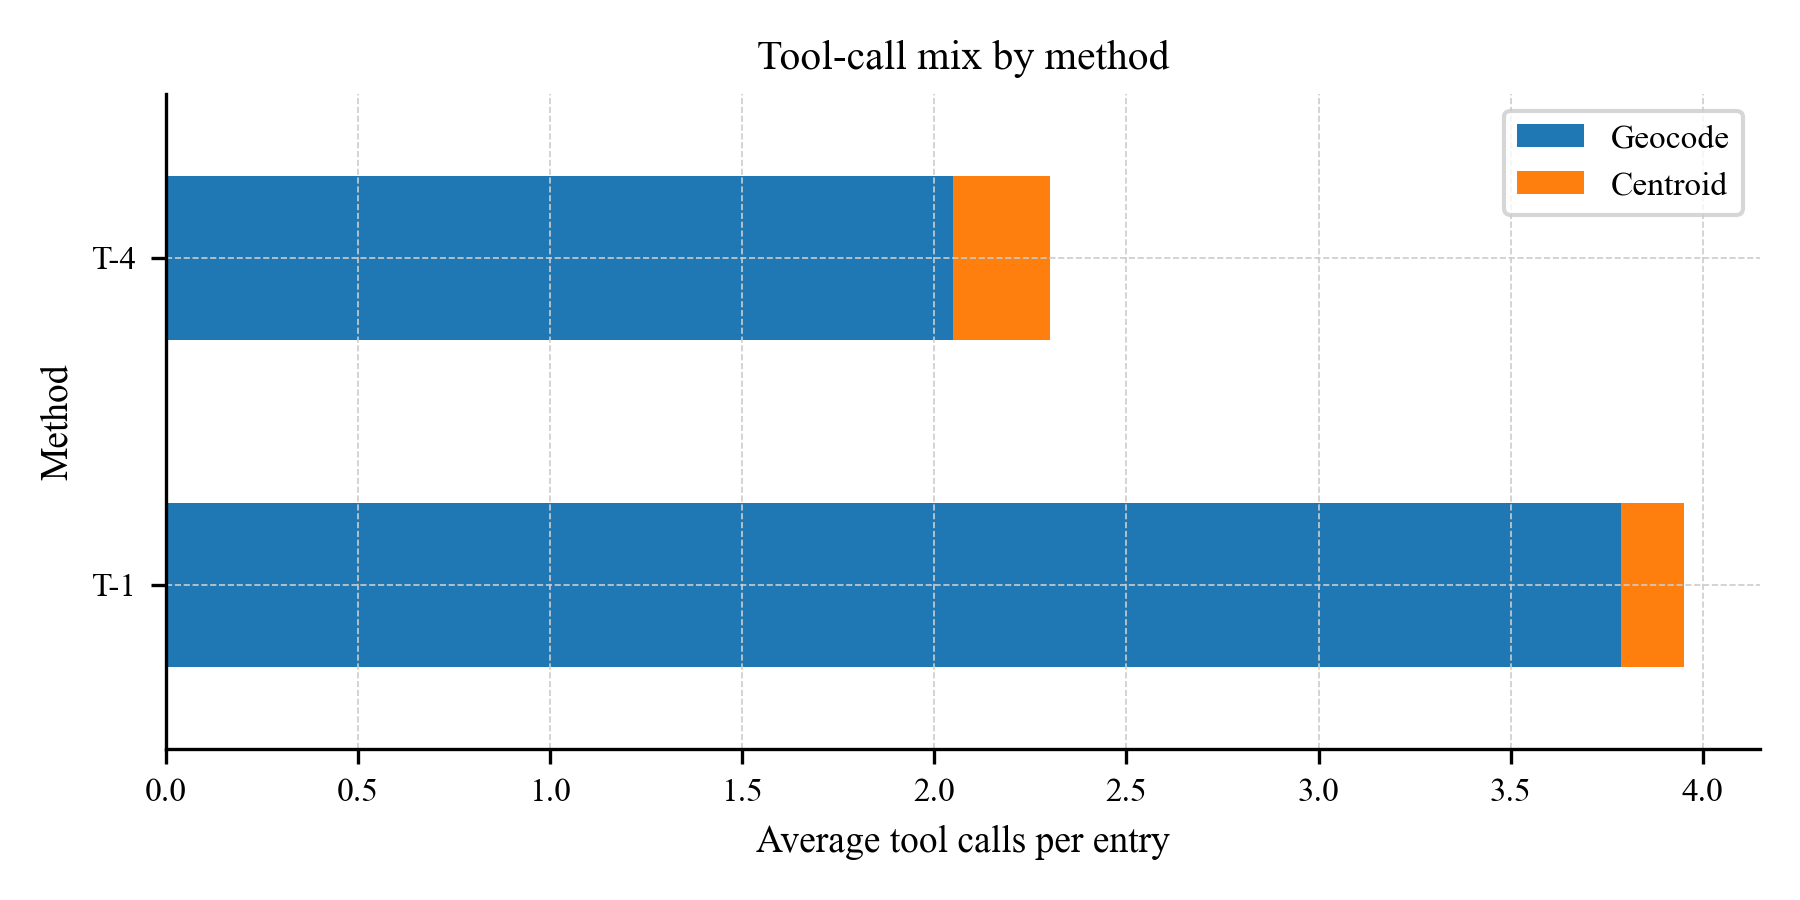 Tool-call mix by method
Geocode
Centroid
T-4
Method
T-1
0.0 0.5 1.0 1.5 2.0 2.5 3.0 3.5 4.0
Average tool calls per entry